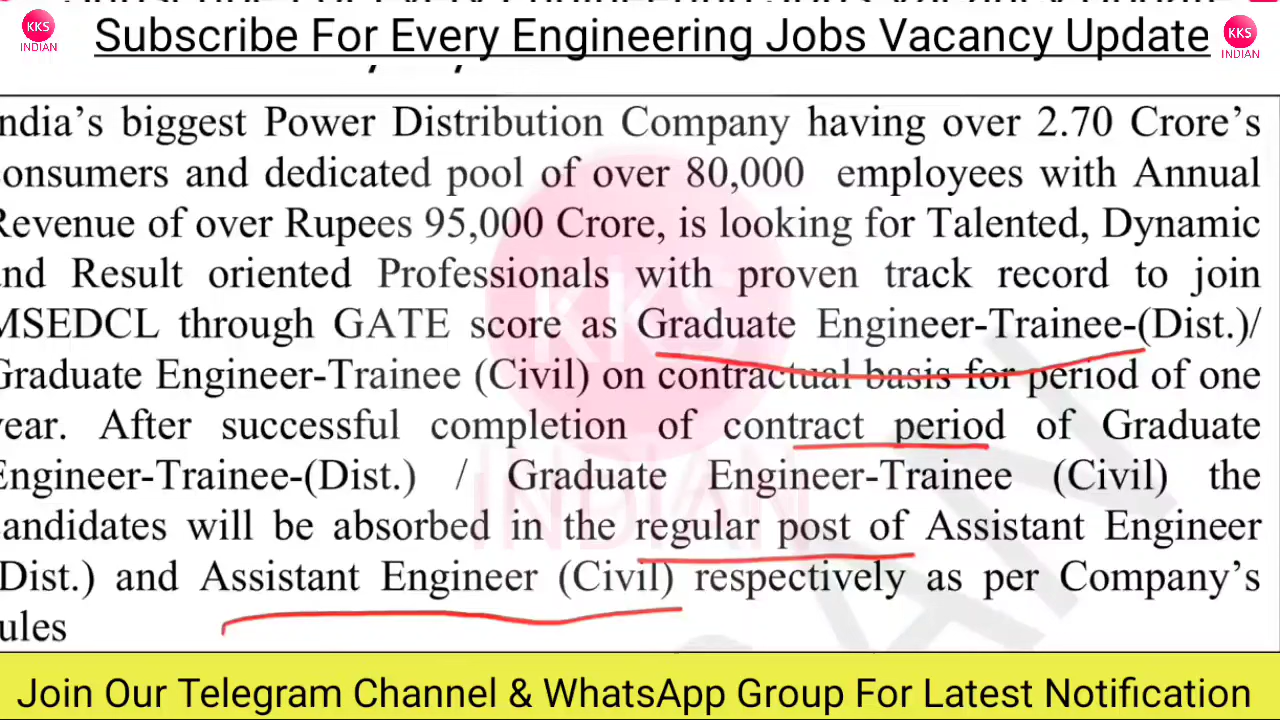 KKS
INDIAN
Subscribe For Every Engineering Jobs Vacancy Update
KKS
INDIAN
ndia's biggest Power Distribution Company having over 2.70 Crore's
onsumers and dedicated pool of over 80,000 employees with Annual
Revenue of over Rupees 95,000 Crore, is looking for Talented, Dynamic
nd Result oriented Professionals with proven track record to join
MSEDCL through GATE score as Graduate Engineer-Trainee-(Dist.)/
Graduate Engineer-Trainee (Civil) on contractual basis for period of one
year. After successful completion of contract period of Graduate
Engineer-Trainee-(Dist.) / Graduate Engineer-Trainee (Civil) the
candidates will be absorbed in the regular post of Assistant Engineer
(Dist.) and Assistant Engineer (Civil) respectively as per Company's
ules
KKS
INDIAN
Join Our Telegram Channel & WhatsApp Group For Latest Notification